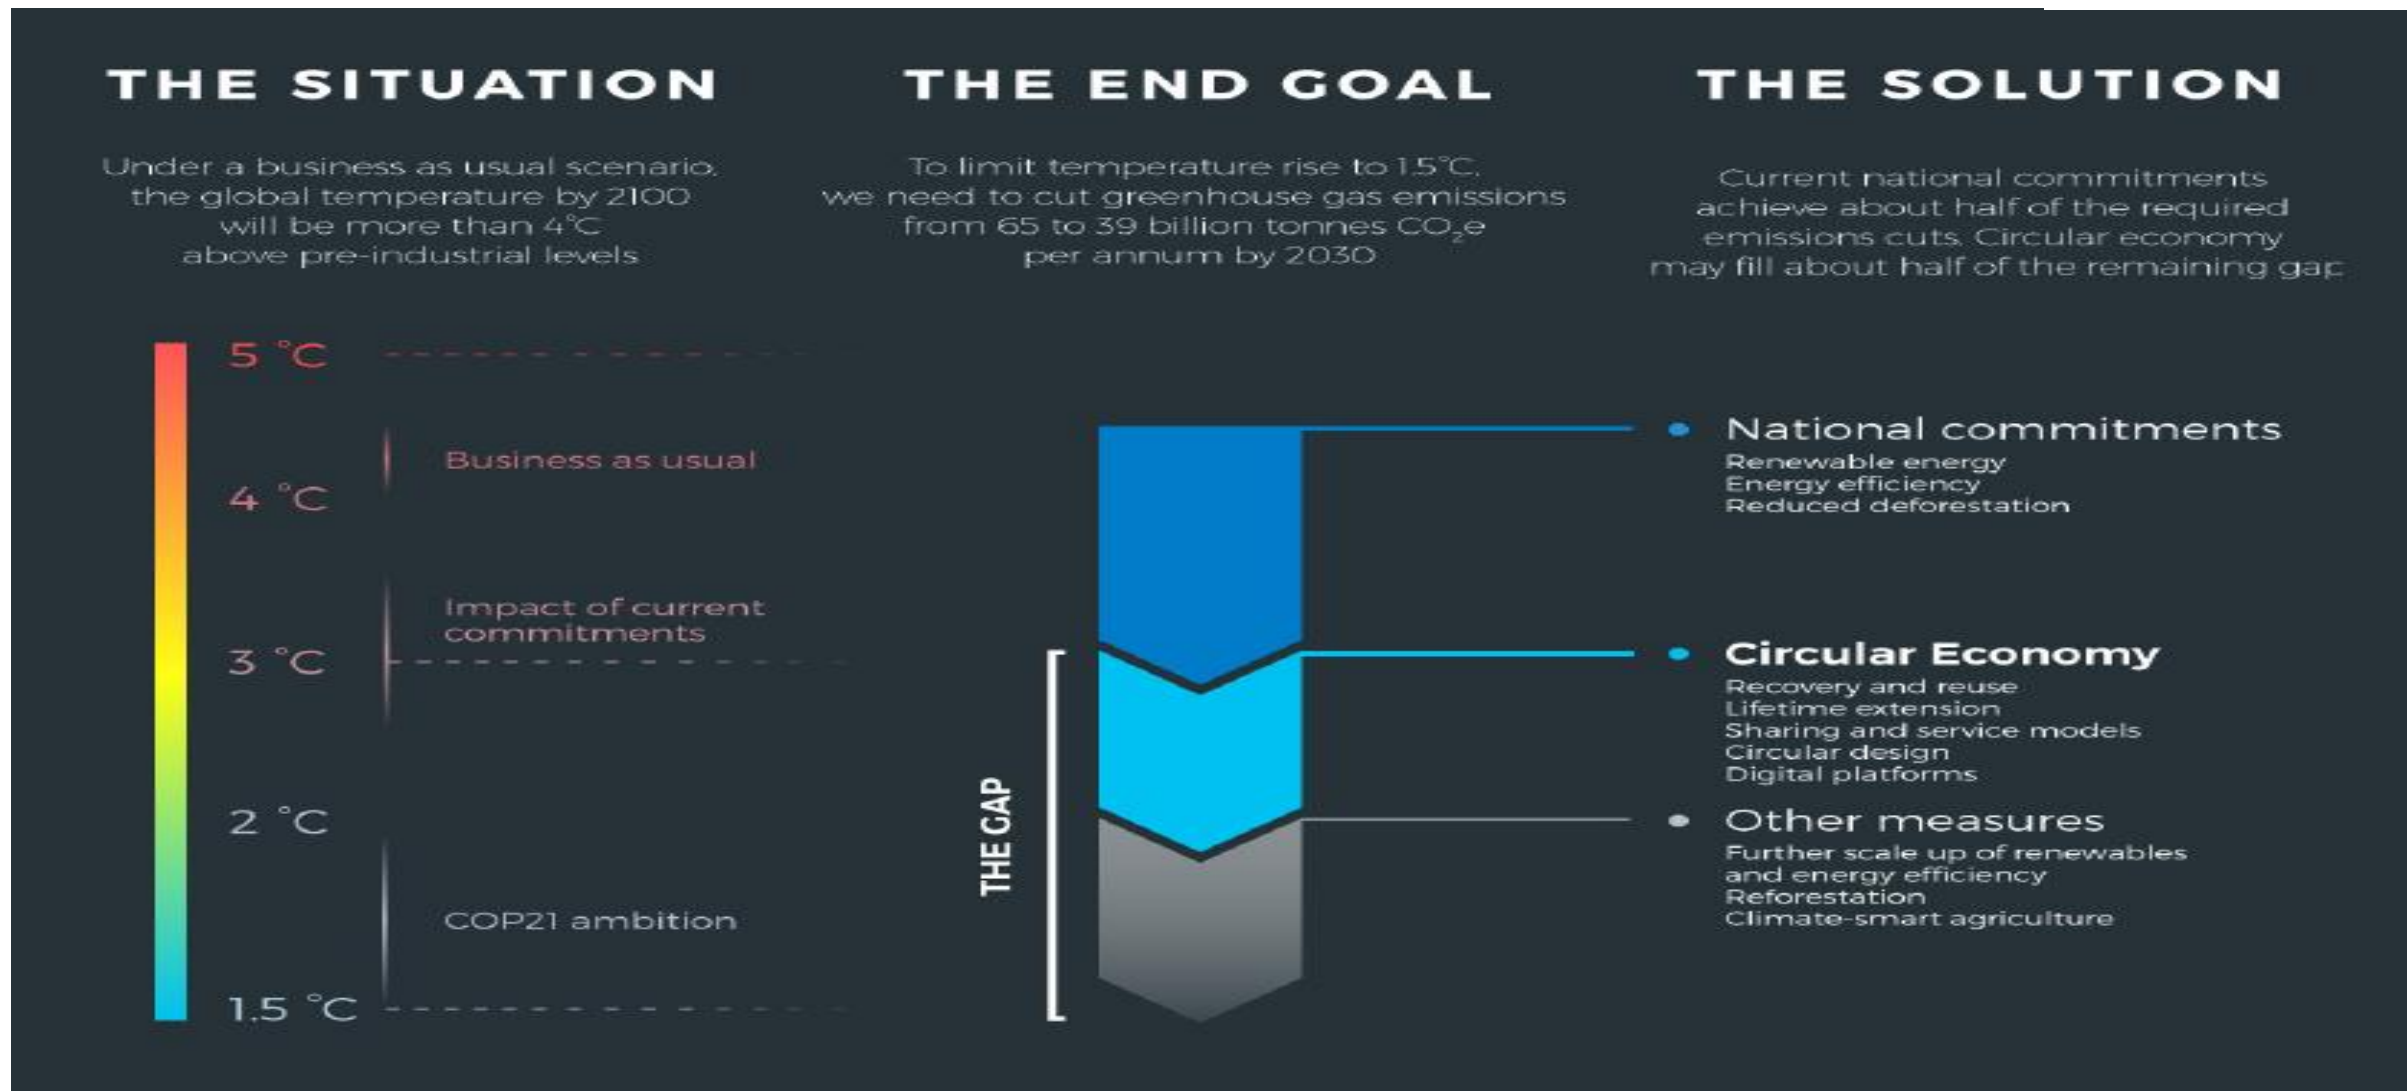 THE SITUATION
Under a business as usual scenario,
the global temperature by 2100
will be more than 4°C
above pre-industrial levels
THE END GOAL
To limit temperature rise to 1.5°C,
we need to cut greenhouse gas emissions
from 65 to 39 billion tonnes CO₂e
per annum by 2030
THE SOLUTION
Current national commitments
achieve about half of the required
emissions cuts. Circular economy
may fill about half of the remaining gap
5 °C
Business as usual
4 °C
Impact of current
commitments
3 °C
2 °C
COP21 ambition
1.5 °C
THE GAP
National commitments
Renewable energy
Energy efficiency
Reduced deforestation
Circular Economy
Recovery and reuse
Lifetime extension
Sharing and service models
Circular design
Digital platforms
Other measures
Further scale up of renewables
and energy efficiency
Reforestation
Climate-smart agriculture